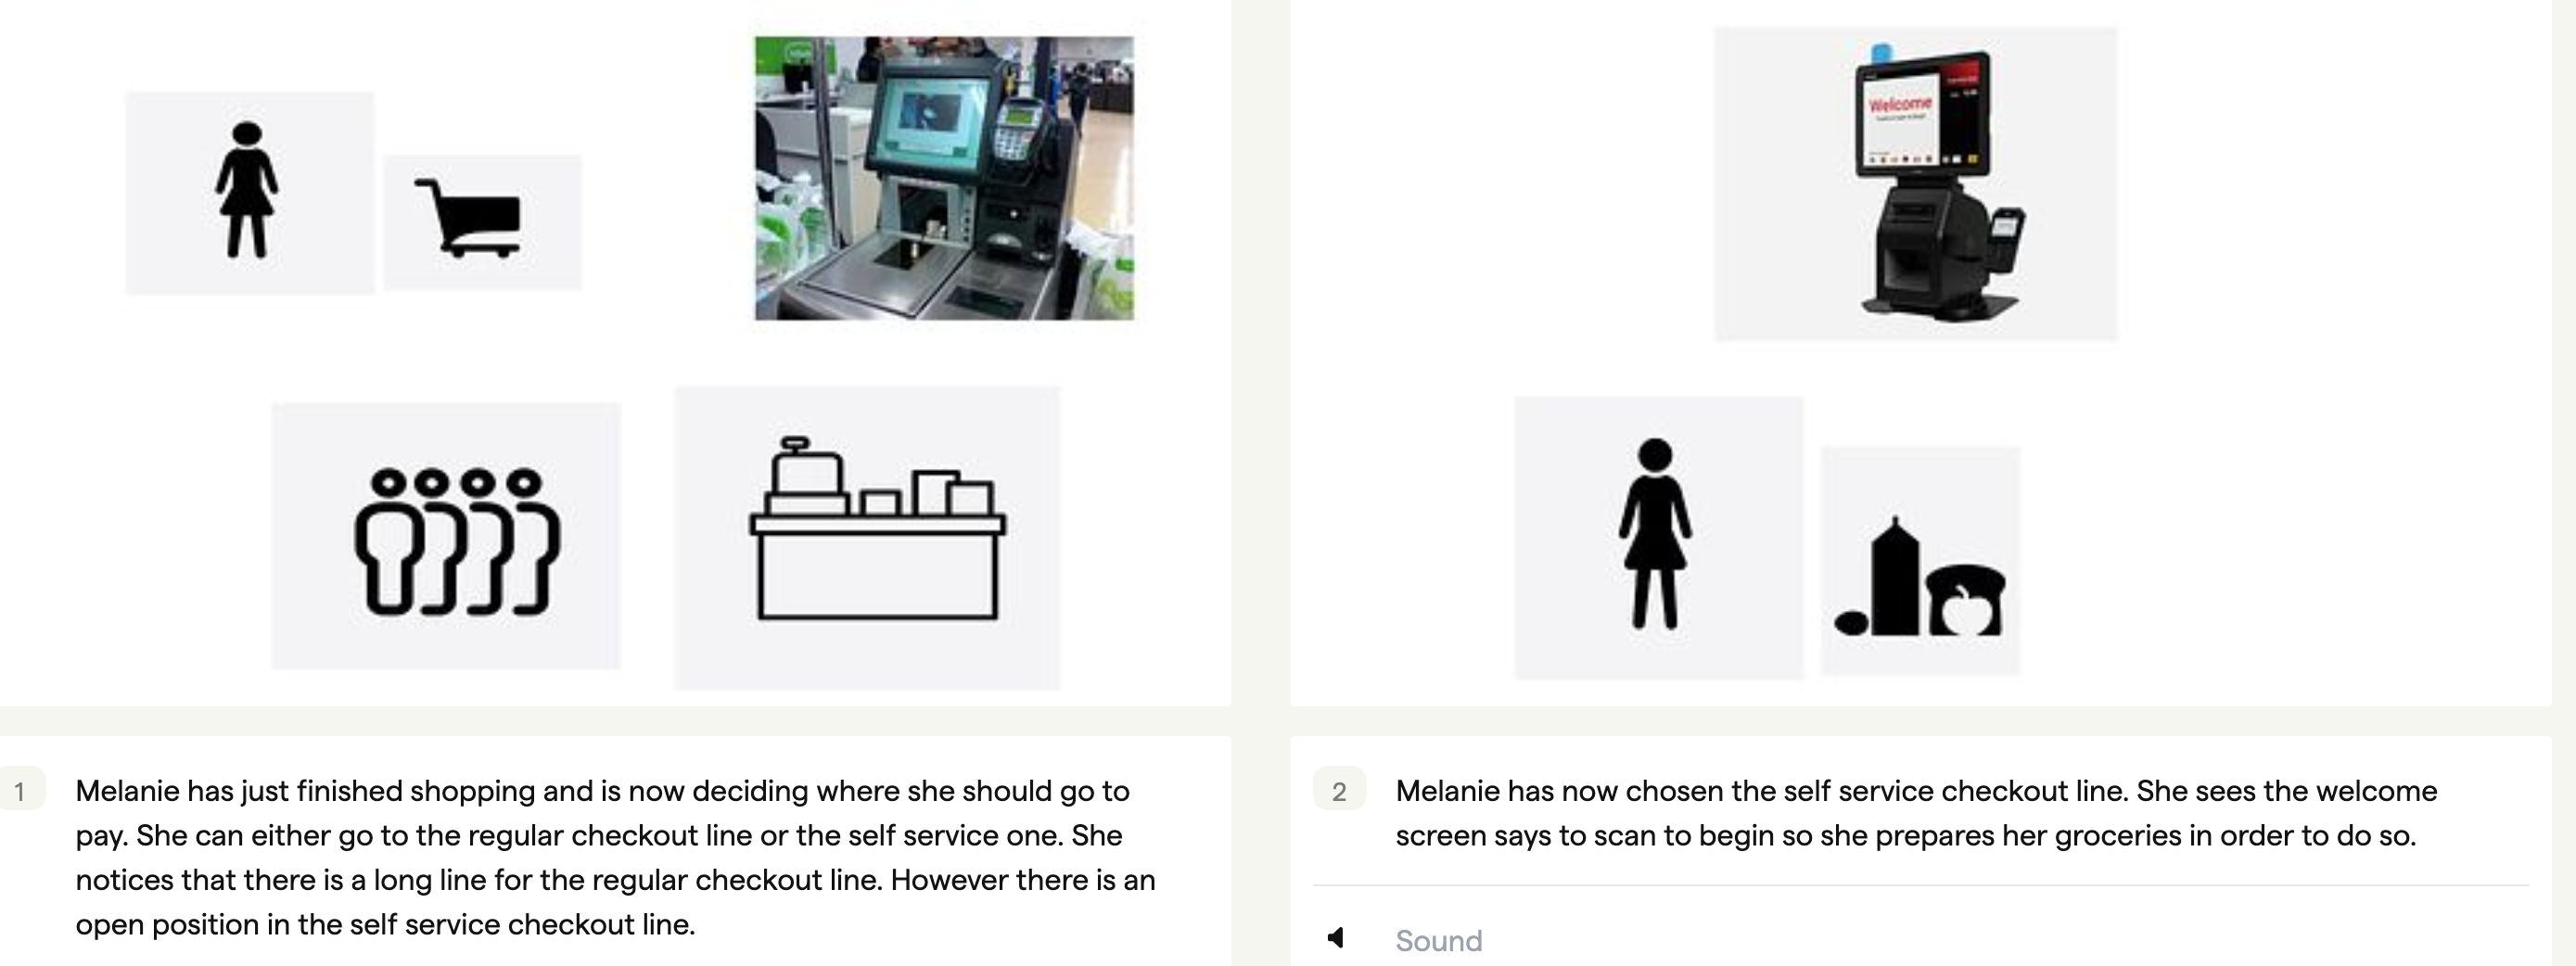 Welcome
1
Melanie has just finished shopping and is now deciding where she should go to
pay. She can either go to the regular checkout line or the self service one. She
notices that there is a long line for the regular checkout line. However there is an
open position in the self service checkout line.
2
Melanie has now chosen the self service checkout line. She sees the welcome
screen says to scan to begin so she prepares her groceries in order to do so.
Sound